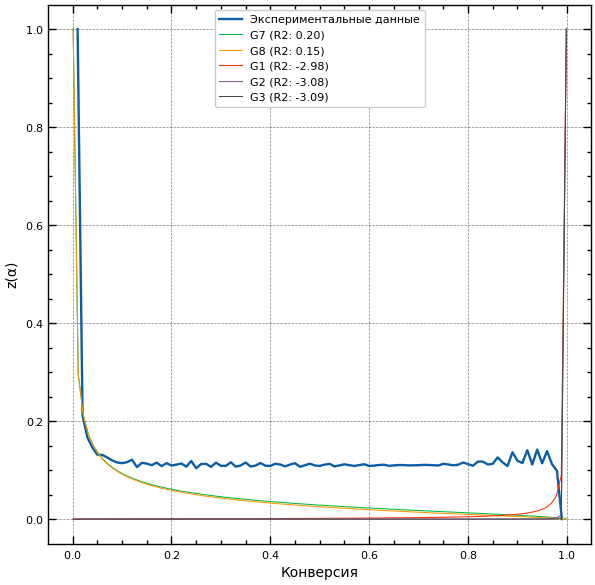 Экспериментальные данные
G7 (R2: 0.20)
G8 (R2: 0.15)
G1 (R2: -2.98)
G2 (R2: -3.08)
G3 (R2: -3.09)
1.0
0.8
0.6
0.4
0.2
0.0
z(α)
0.0 0.2 0.4 0.6 0.8 1.0
Конверсия